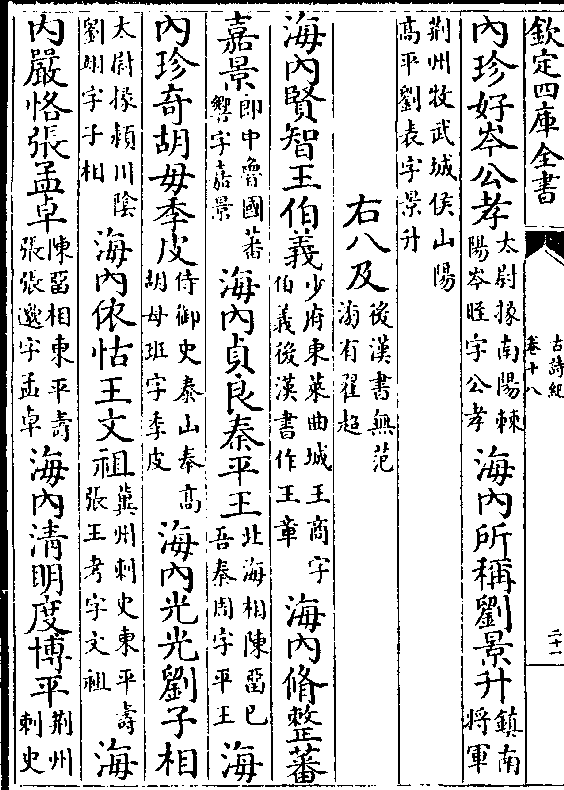 欽定四庫全書
古詩紀
卷十八
二十一
內珍好岑公孝太尉掾南陽棘陽岑晊字公孝海內所稱劉景升鎮南將軍
荊州牧武城侯山陽高平劉表字景升
右八及後漢書無范滂有翟超
海內賢智王伯義少府東萊曲城王商字伯義後漢書作王章海內脩整蕃
嘉景郎中魯國蕃嚮字嘉景海內貞良秦平王北海相陳留已吾秦周字平王海
內珍奇胡毋季皮侍御史泰山奉高胡母班字季皮海內光光劉子相
太尉掾潁川陰劉翊字子相海內依怙王文祖冀州刺史東平壽張王考字文祖海
內嚴恪張孟卓陳留相東平壽張張邈字孟卓海內清明度博平荊州刺史